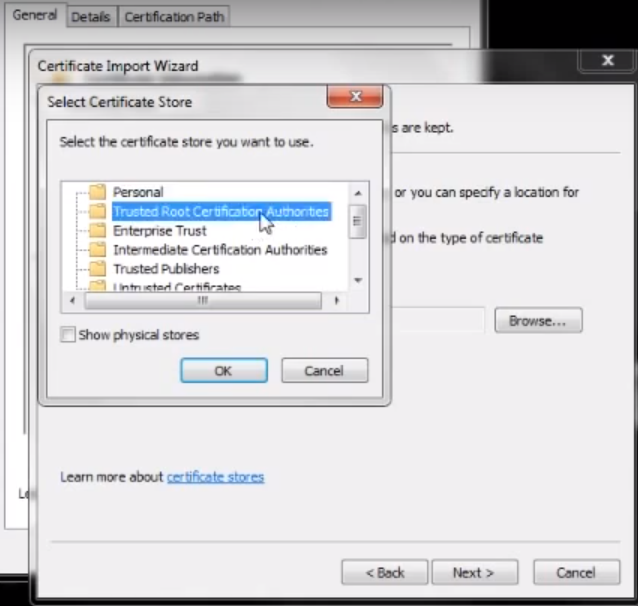 General Details Certification Path
Certificate Import Wizard
Select Certificate Store
s are kept.
Select the certificate store you want to use.
Personal
or you can specify a location for
Trusted Root Certification Authorities
Enterprise Trust
d on the type of certificate
Intermediate Certification Authorities
Trusted Publishers
Untrusted Certificates
Browse...
Show physical stores
OK Cancel
Learn more about certificate stores
Le
< Back Next > Cancel